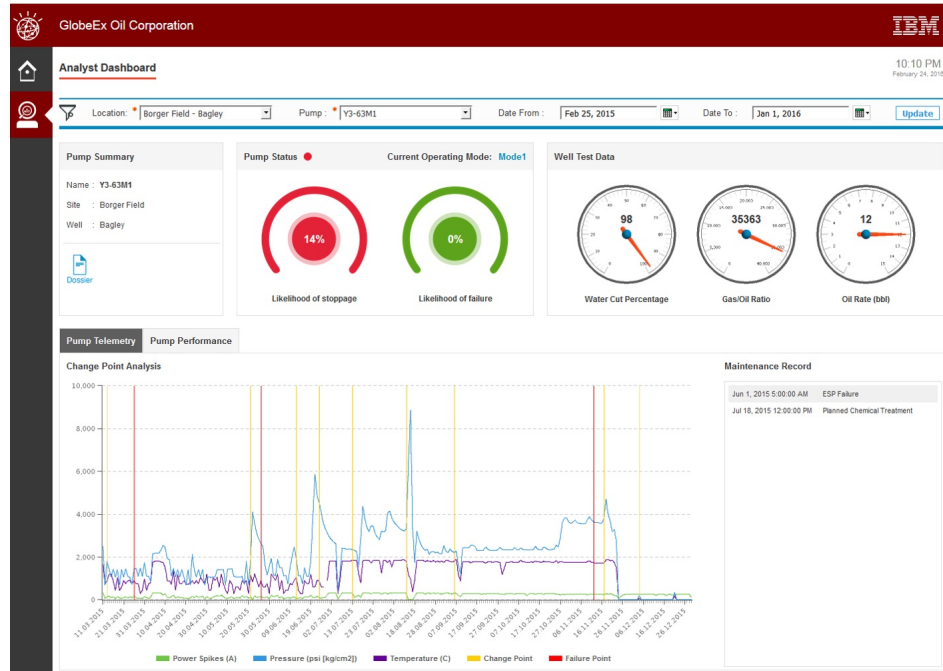 GlobeEx Oil Corporation
IBM
Analyst Dashboard
10:10 PM
Location: * Borger Field - Bagley Pump : * Y3-63M1 Date From : Feb 25, 2015 Date To : Jan 1, 2016 Update
Pump Summary
Name : Y3-63M1
Site : Borger Field
Well : Bagley
Dossier
Pump Status Current Operating Mode: Mode1
14%
0%
Likelihood of stoppage Likelihood of failure
Well Test Data
98
35363
12
Water Cut Percentage Gas/Oil Ratio Oil Rate (bbl)
Pump Telemetry Pump Performance
Change Point Analysis
10,000
8,000
6,000
4,000
2,000
0
11.03.2015 21.03.2015 31.03.2015 10.04.2015 20.04.2015 30.04.2015 10.05.2015 20.05.2015 30.05.2015 09.06.2015 19.06.2015 02.07.2015 13.07.2015 23.07.2015 02.08.2015 18.08.2015 28.08.2015 07.09.2015 17.09.2015 27.09.2015 07.10.2015 17.10.2015 27.10.2015 06.11.2015 16.11.2015 26.11.2015 06.12.2015 16.12.2015 26.12.2015
Power Spikes (A) Pressure (psi [kg/cm2]) Temperature (C) Change Point Failure Point
Maintenance Record
Jun 1, 2015 5:00:00 AM ESP Failure
Jul 18, 2015 12:00:00 PM Planned Chemical Treatment